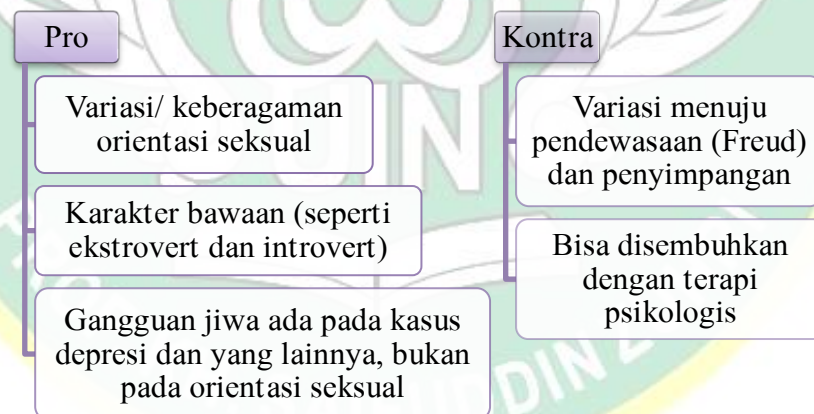 Pro
Variasi/ keberagaman
orientasi seksual
Karakter bawaan (seperti
ekstrovert dan introvert)
Gangguan jiwa ada pada kasus
depresi dan yang lainnya, bukan
pada orientasi seksual
Kontra
Variasi menuju
pendewasaan (Freud)
dan penyimpangan
Bisa disembuhkan
dengan terapi
psikologis
UIN